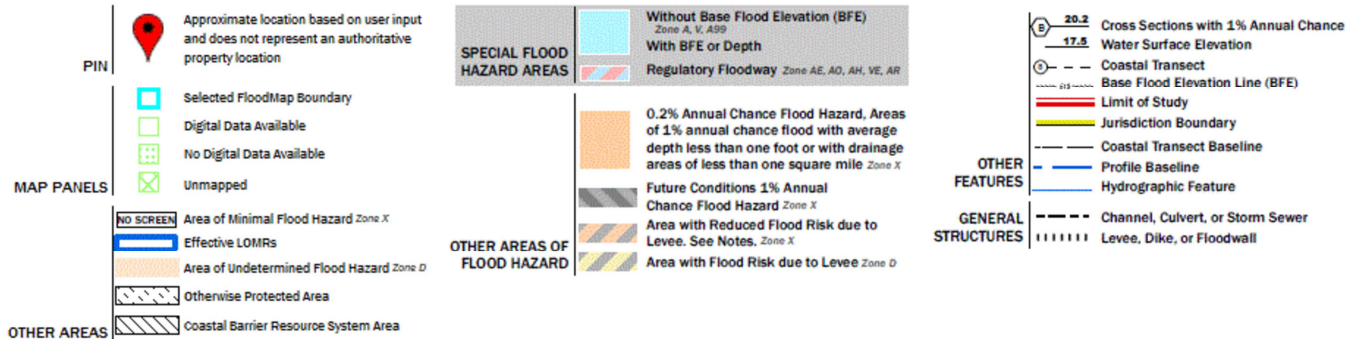 PIN
Approximate location based on user input
and does not represent an authoritative
property location
MAP PANELS
Selected FloodMap Boundary
Digital Data Available
No Digital Data Available
Unmapped
OTHER AREAS
NO SCREEN Area of Minimal Flood Hazard Zone X
Effective LOMRs
Area of Undetermined Flood Hazard Zone D
Otherwise Protected Area
Coastal Barrier Resource System Area
SPECIAL FLOOD
HAZARD AREAS
Without Base Flood Elevation (BFE)
Zone A, V, A99
With BFE or Depth
Regulatory Floodway Zone AE, AO, AH, VE, AR
OTHER AREAS OF
FLOOD HAZARD
0.2% Annual Chance Flood Hazard, Areas
of 1% annual chance flood with average
depth less than one foot or with drainage
areas of less than one square mile Zone X
Future Conditions 1% Annual
Chance Flood Hazard Zone X
Area with Reduced Flood Risk due to
Levee. See Notes. Zone X
Area with Flood Risk due to Levee Zone D
OTHER
FEATURES
B 20.2 Cross Sections with 1% Annual Chance
17.5 Water Surface Elevation
8 Coastal Transect
Base Flood Elevation Line (BFE)
Limit of Study
Jurisdiction Boundary
Coastal Transect Baseline
Profile Baseline
Hydrographic Feature
GENERAL
STRUCTURES
Channel, Culvert, or Storm Sewer
Levee, Dike, or Floodwall